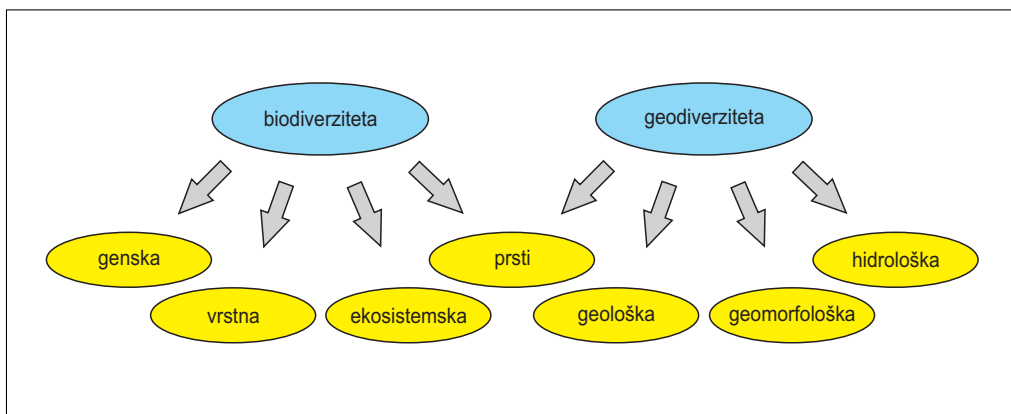 biodiverziteta
geodiverziteta
genska
prsti
hidrološka
vrstna
ekosistemska
geološka
geomorfološka